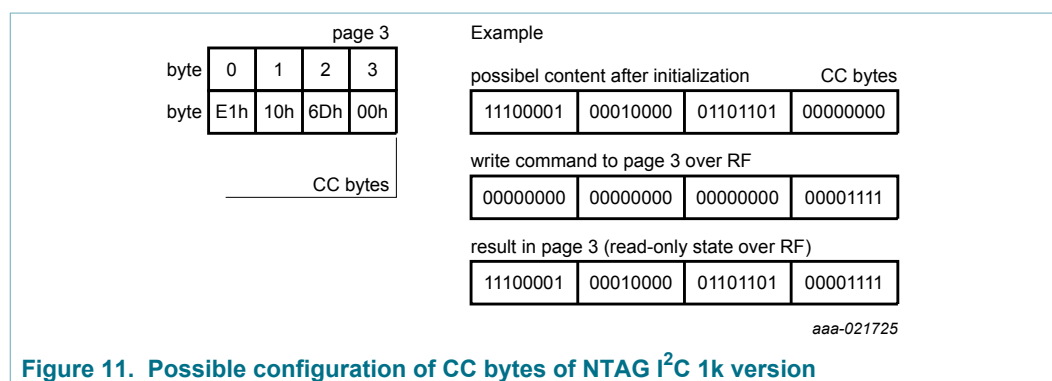 page 3
byte 0 1 2 3
byte E1h 10h 6Dh 00h
CC bytes
Example
possibel content after initialization CC bytes
11100001 00010000 01101101 00000000
write command to page 3 over RF
00000000 00000000 00000000 00001111
result in page 3 (read-only state over RF)
11100001 00010000 01101101 00001111
aaa-021725
Figure 11. Possible configuration of CC bytes of NTAG I²C 1k version